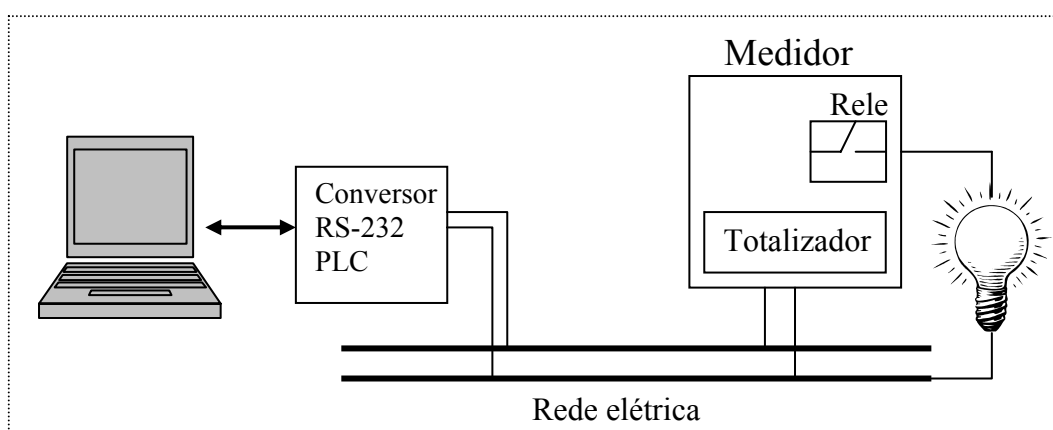 Medidor
Rele
Conversor
RS-232
PLC
Totalizador
Rede elétrica